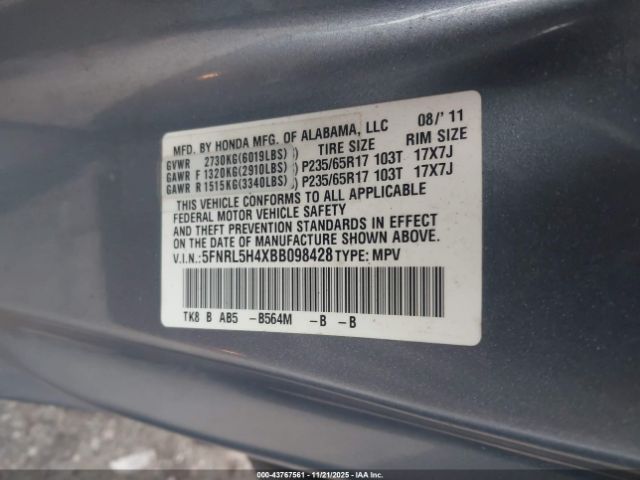 MFD. BY HONDA MFG. OF ALABAMA, LLC 08/'11
TIRE SIZE RIM SIZE
GVWR 2730KG(6019LBS)
GAWR F 1320KG(2910LBS) P235/65R17 103T 17X7J
GAWR R 1515KG(3340LBS) P235/65R17 103T 17X7J
THIS VEHICLE CONFORMS TO ALL APPLICABLE
FEDERAL MOTOR VEHICLE SAFETY
AND THEFT PREVENTION STANDARDS IN EFFECT
ON THE DATE OF MANUFACTURE SHOWN ABOVE.
V.I.N.:5FNRL5H4XBB098428 TYPE: MPV
TK8 B AB5 -B564M -B -B
000-43767561 - 11/21/2025 - IAA Inc.